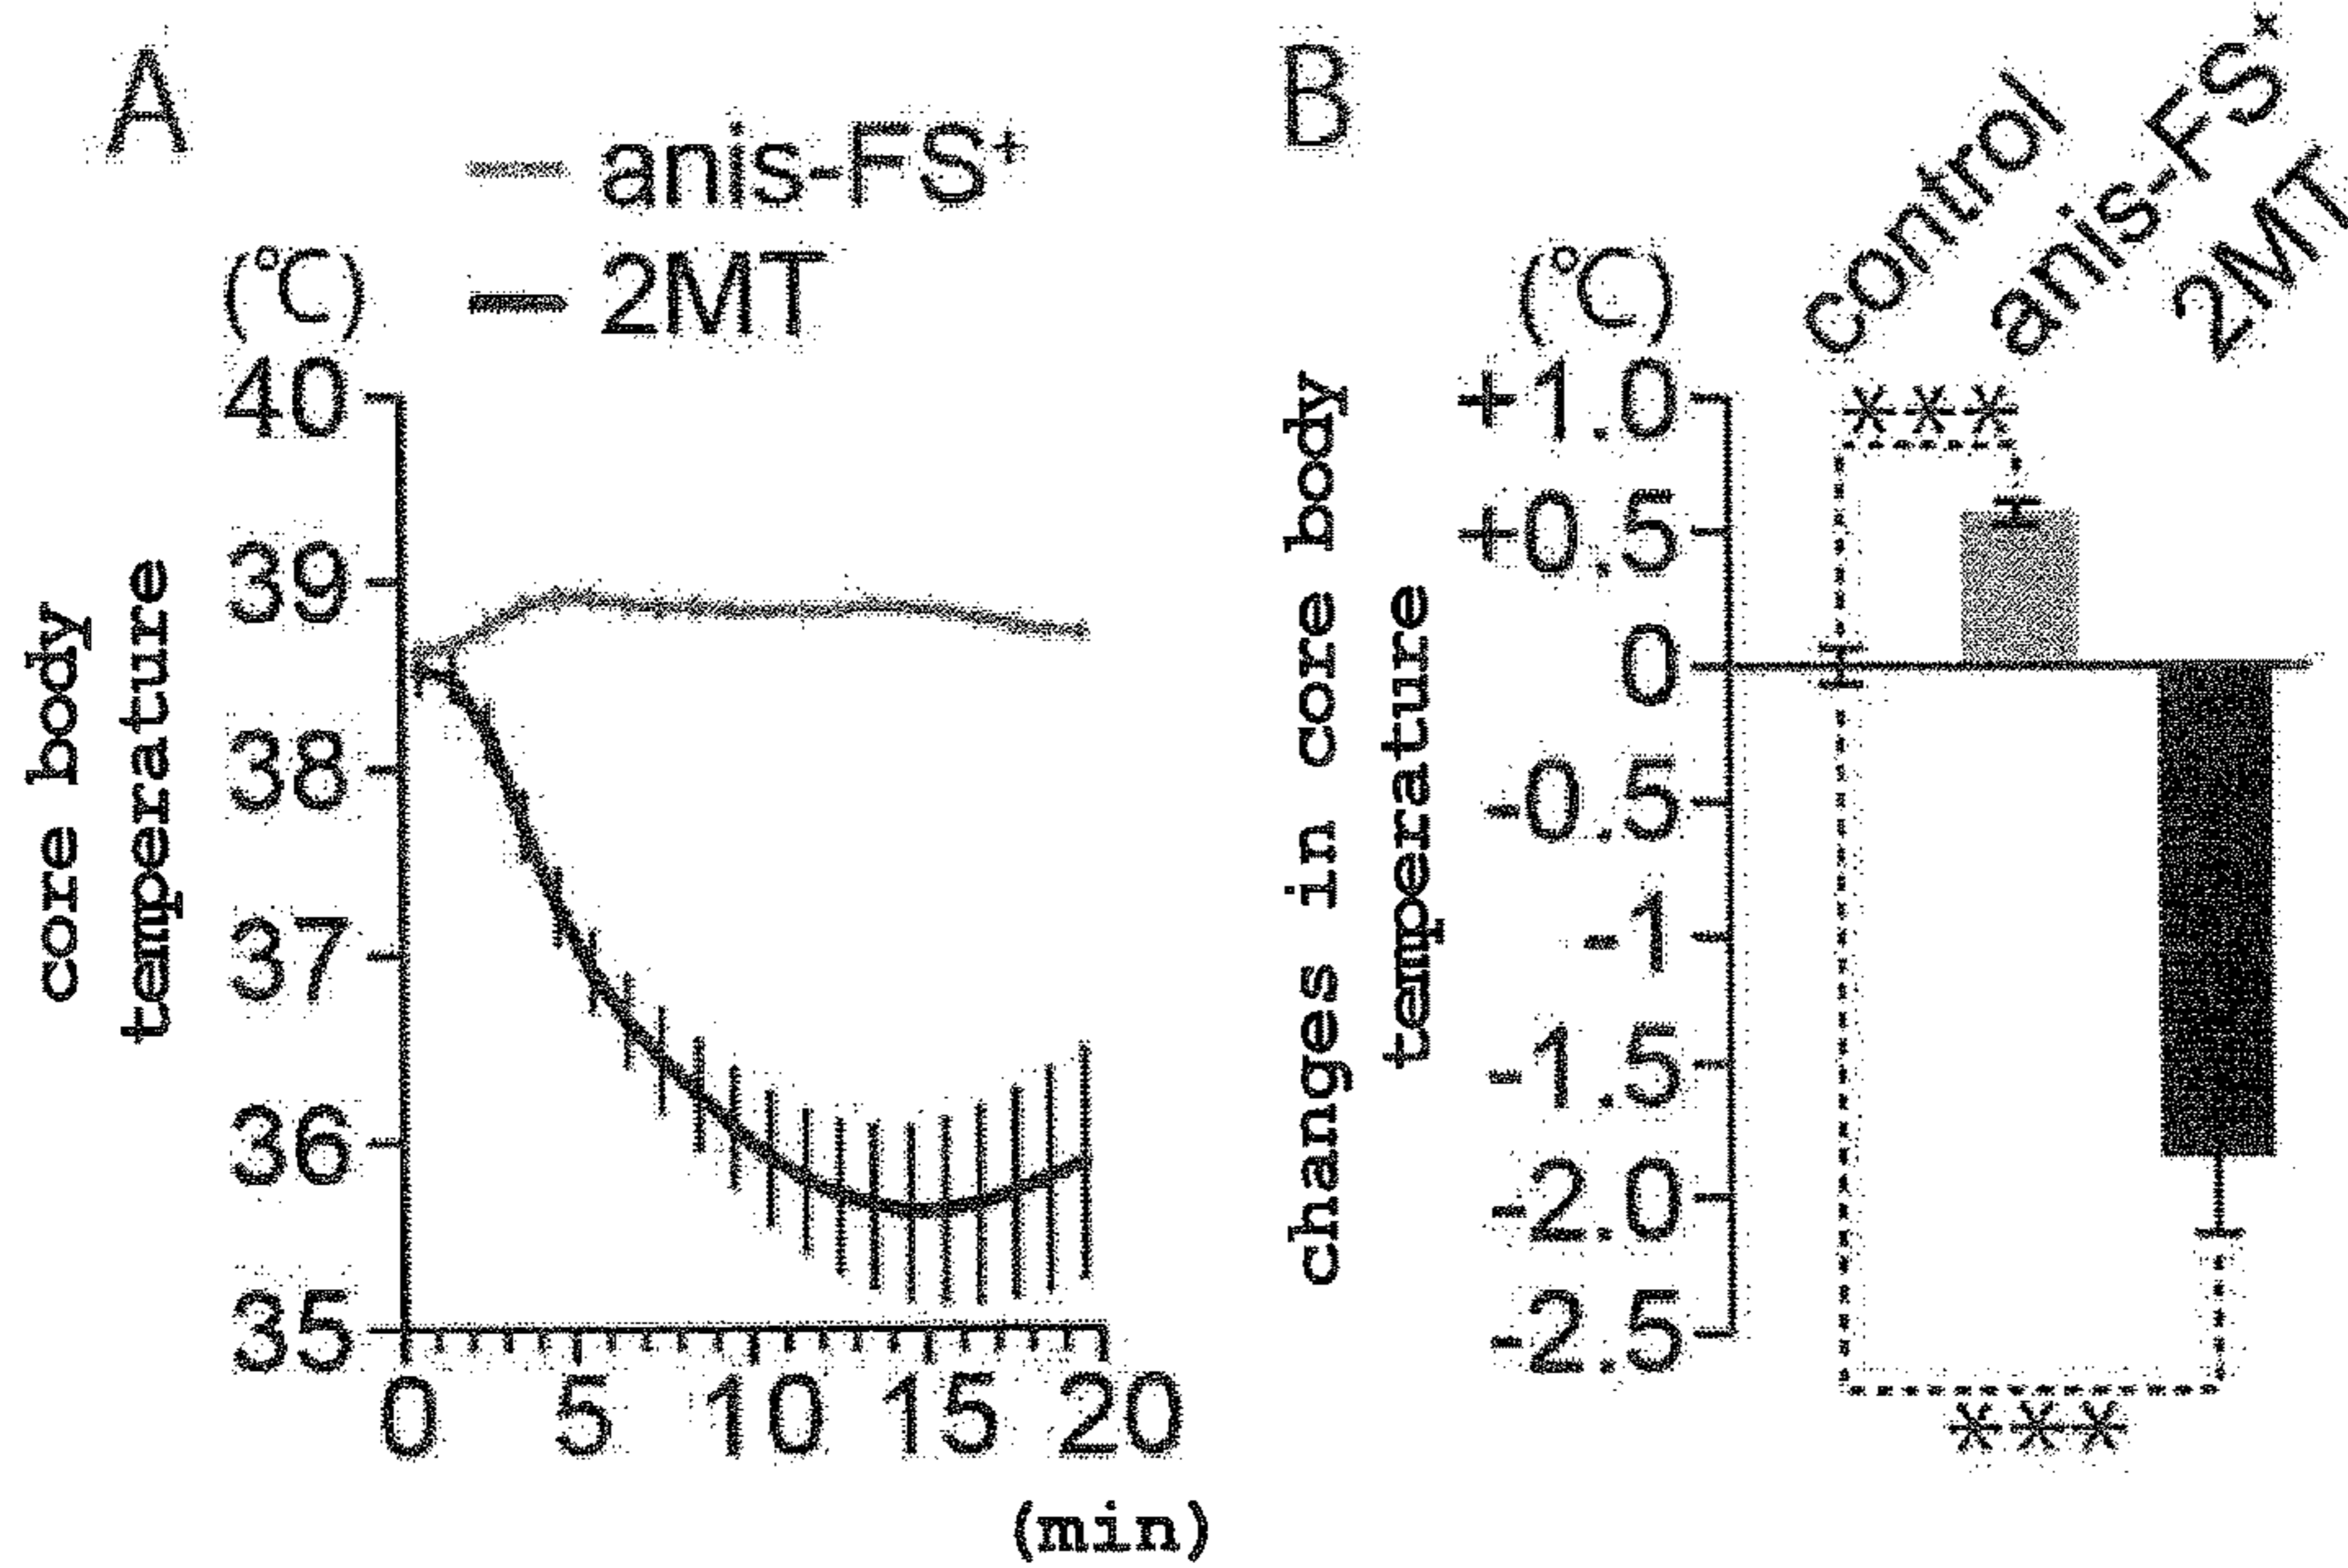 A
anis-FS+
2MT
(℃)
40
39
38
37
36
35
core body
temperature
0 5 10 15 20
(min)
B
control
anis-FS×
2MT
(℃)
+1.0
+0.5
0
-0.5
-1
-1.5
-2.0
-2.5
changes in core body
temperature
***
***